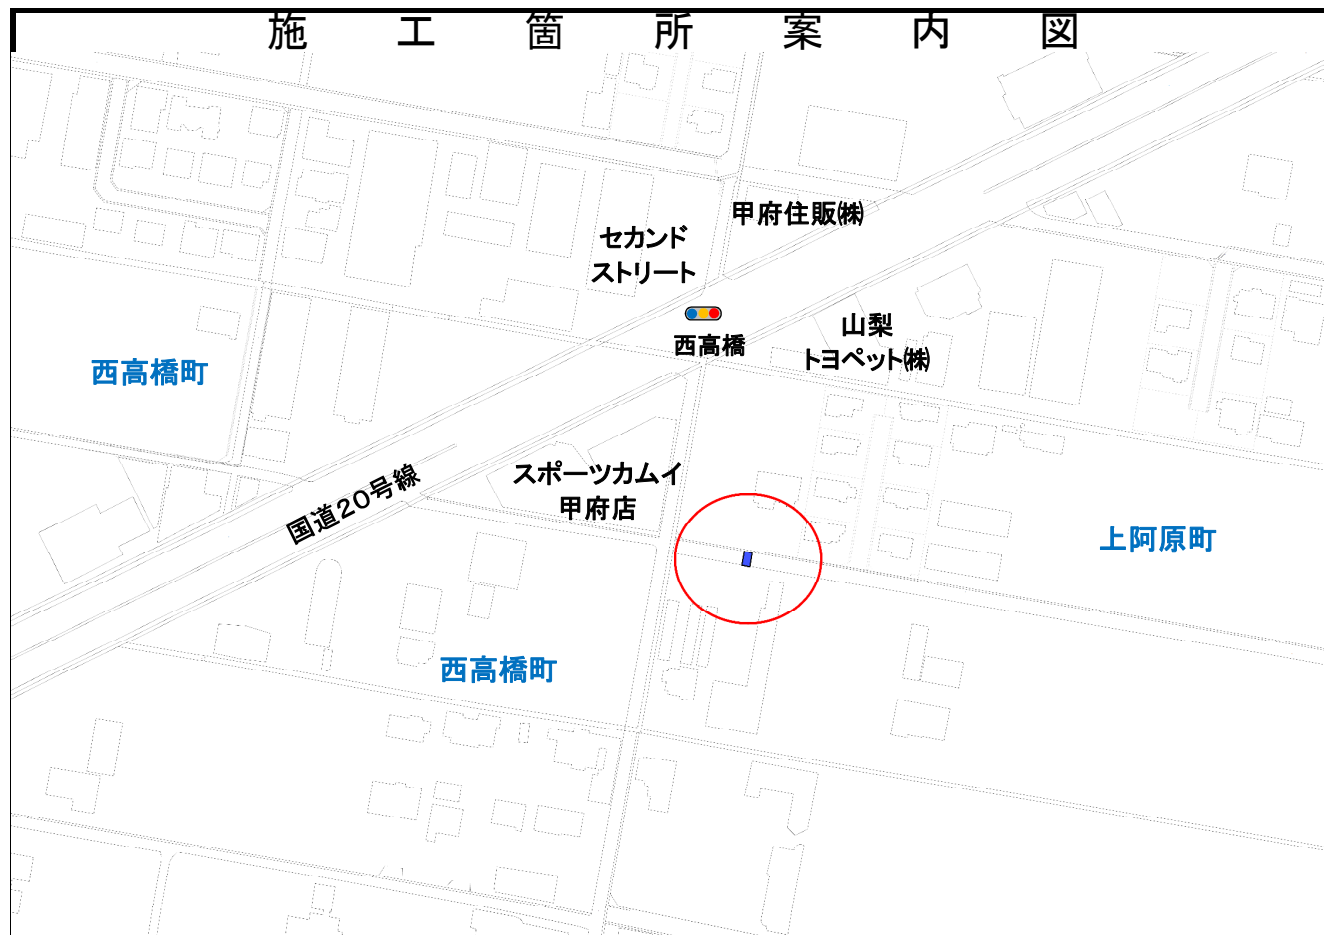 施工箇所案内図
甲府住販㈱
セカンド
ストリート
山梨
トヨペット㈱
西高橋
西高橋町
スポーツカムイ
甲府店
国道20号線
上阿原町
西高橋町